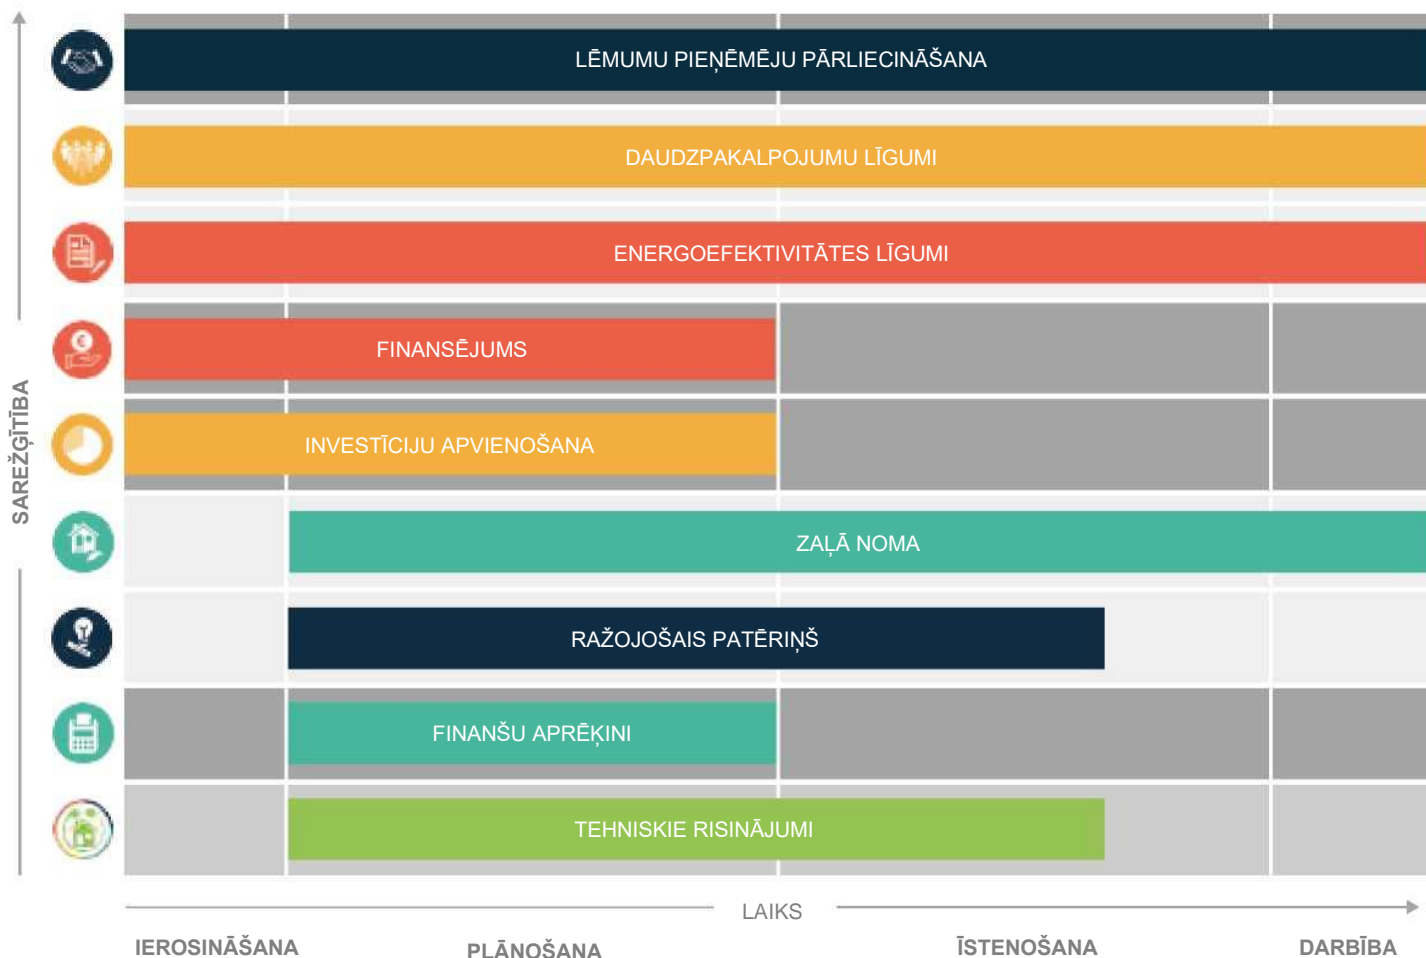 LĒMUMU PIEŅĒMĒJU PĀRLIECINĀŠANA
DAUDZPAKALPOJUMU LĪGUMI
ENERGOEFEKTIVITĀTES LĪGUMI
FINANSĒJUMS
INVESTĪCIJU APVIENOŠANA
ZAĻĀ NOMA
RAŽOJOŠAIS PATĒRIŅŠ
FINANŠU APRĒĶINI
TEHNISKIE RISINĀJUMI
SAREŽĢĪTĪBA
LAIKS
IEROSINĀŠANA PLĀNOŠANA ĪSTENOŠANA DARBĪBA